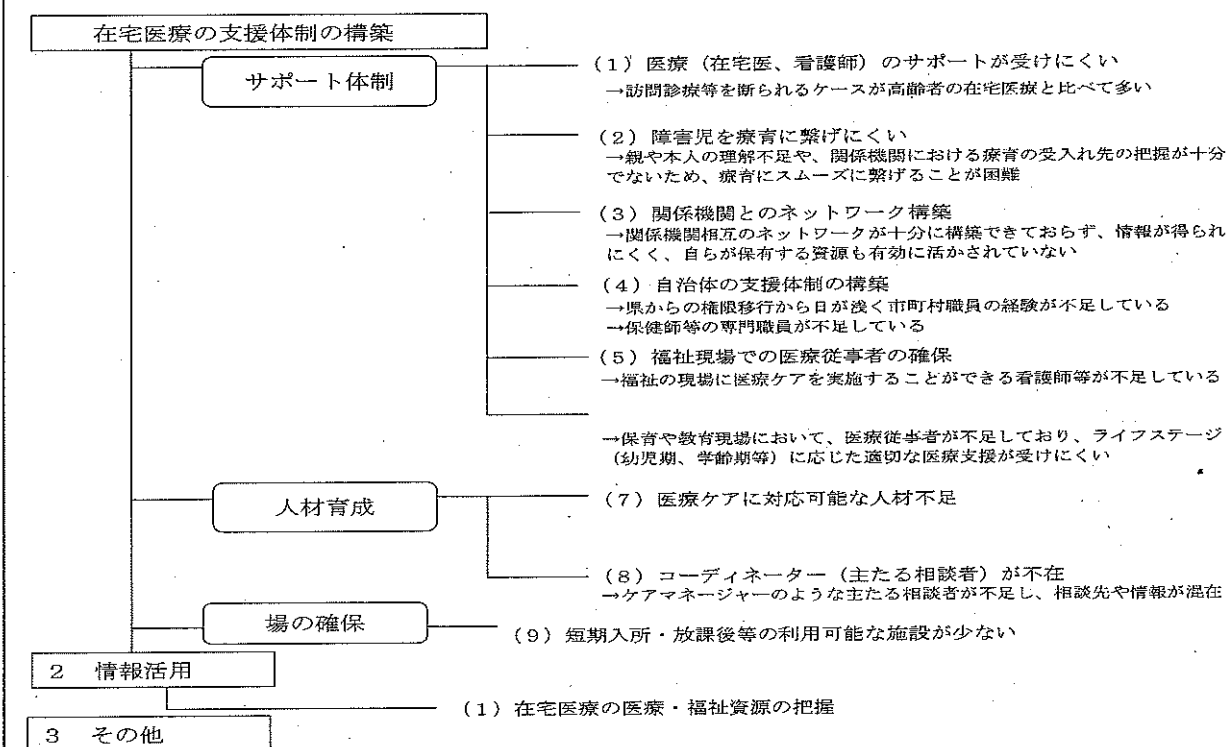 在宅医療の支援体制の構築
サポート体制
(1)医療(在宅医、看護師)のサポートが受けにくい
→訪問診療等を断られるケースが高齢者の在宅医療と比べて多い
(2)障害児を療育に繋げにくい
→親や本人の理解不足や、関係機関における療育の受入れ先の把握が十分
でないため、療育にスムーズに繋げることが困難
(3)関係機関とのネットワーク構築
→関係機関相互のネットワークが十分に構築できておらず、情報が得られ
にくく、自らが保有する資源も有効に活かされていない
(4)自治体の支援体制の構築
→県からの権限移行から日が浅く市町村職員の経験が不足している
→保健師等の専門職員が不足している
(5)福祉現場での医療従事者の確保
→福祉の現場に医療ケアを実施することができる看護師等が不足している
→保育や教育現場において、医療従事者が不足しており、ライフステージ
(幼児期、学齢期等)に応じた適切な医療支援が受けにくい
人材育成
(7)医療ケアに対応可能な人材不足
(8)コーディネーター(主たる相談者)が不在
→ケアマネージャーのような主たる相談者が不足し、相談先や情報が混在
場の確保
(9)短期入所・放課後等の利用可能な施設が少ない
2 情報活用
(1)在宅医療の医療・福祉資源の把握
3 その他